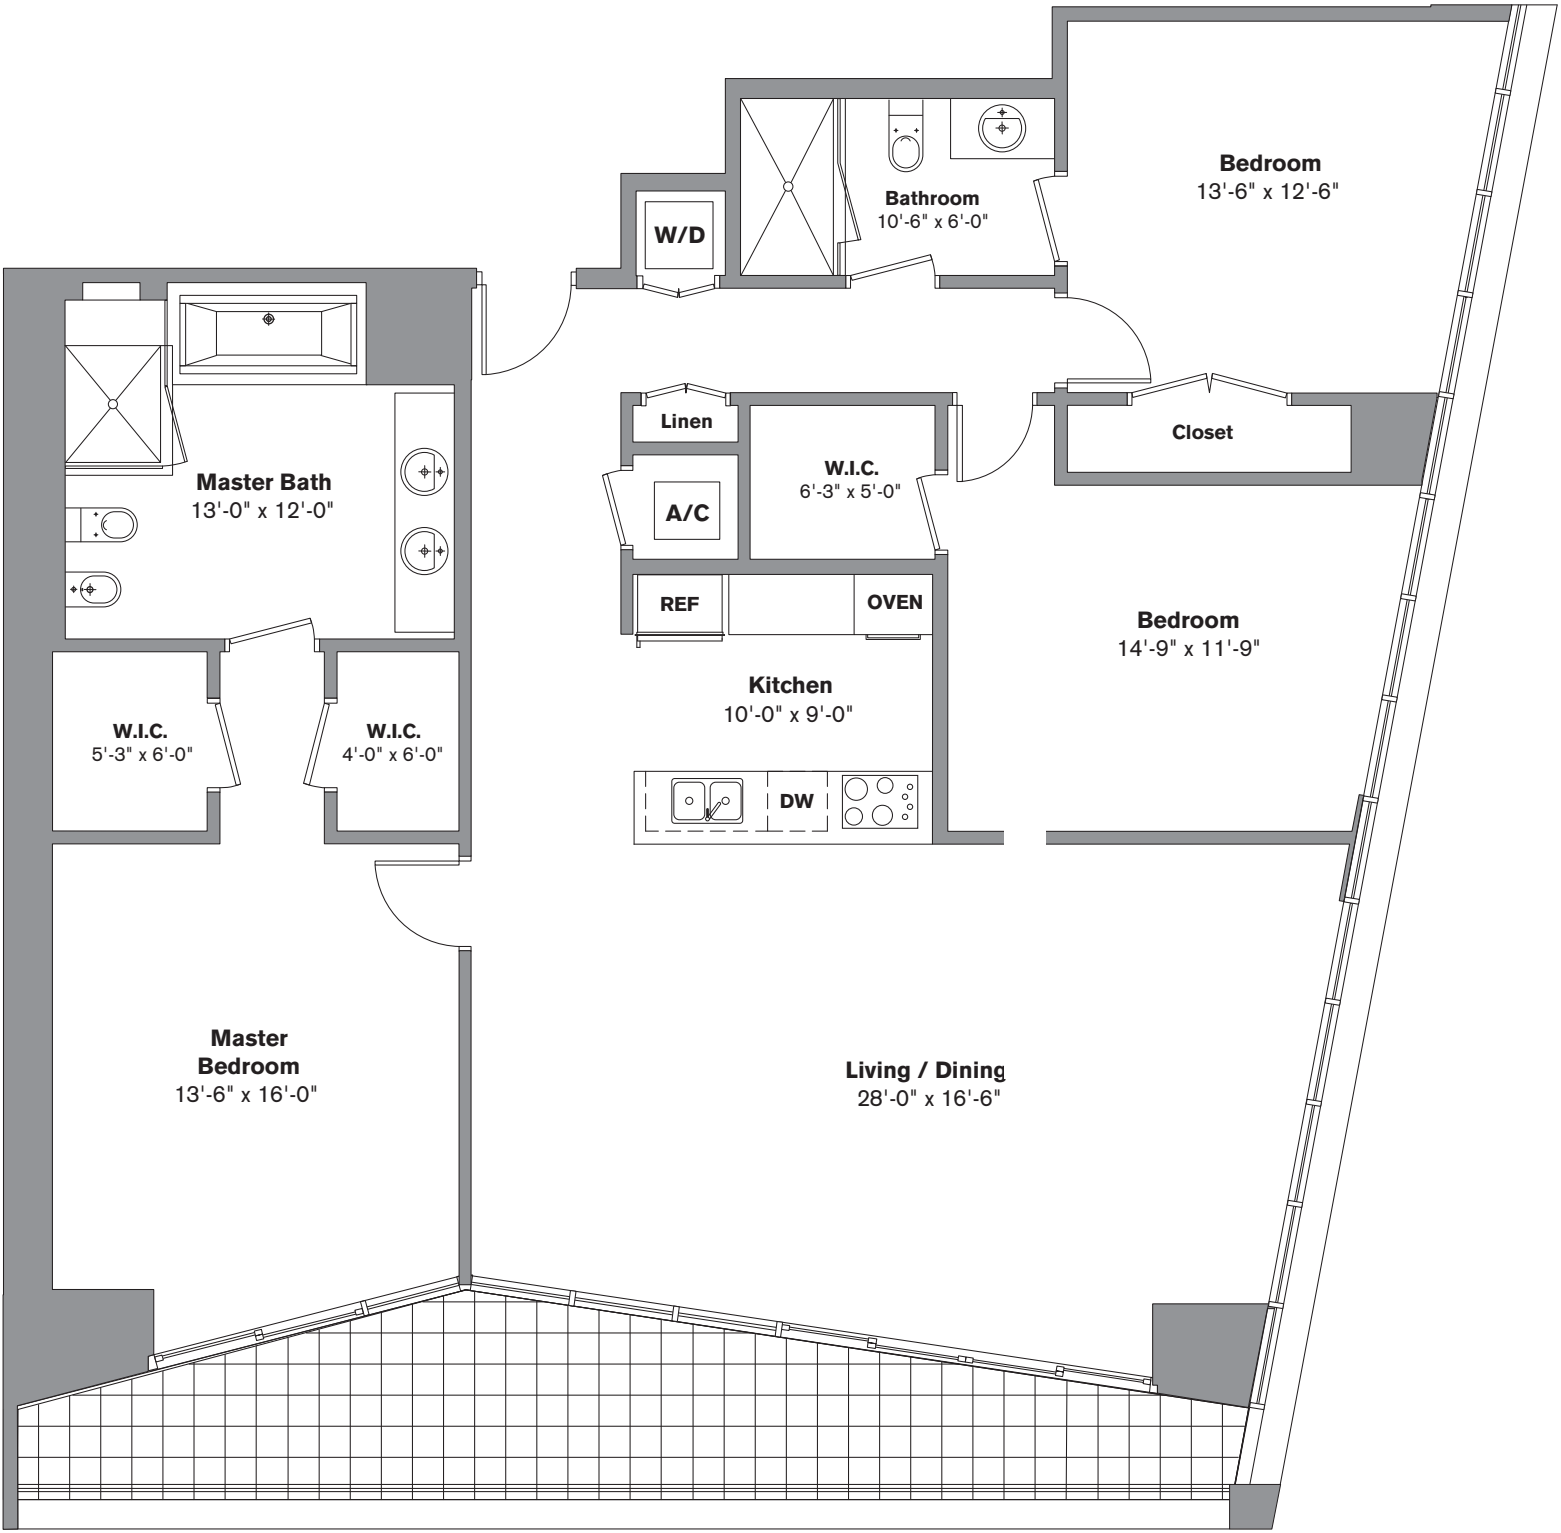 Bedroom
13'-6" x 12'-6"
Bathroom
10'-6" x 6'-0"
W/D
Linen
Closet
W.I.C.
6'-3" x 5'-0"
Master Bath
13'-0" x 12'-0"
A/C
REF
OVEN
Bedroom
14'-9" x 11'-9"
Kitchen
10'-0" x 9'-0"
W.I.C.
5'-3" x 6'-0"
W.I.C.
4'-0" x 6'-0"
DW
Master
Bedroom
13'-6" x 16'-0"
Living / Dining
28'-0" x 16'-6"